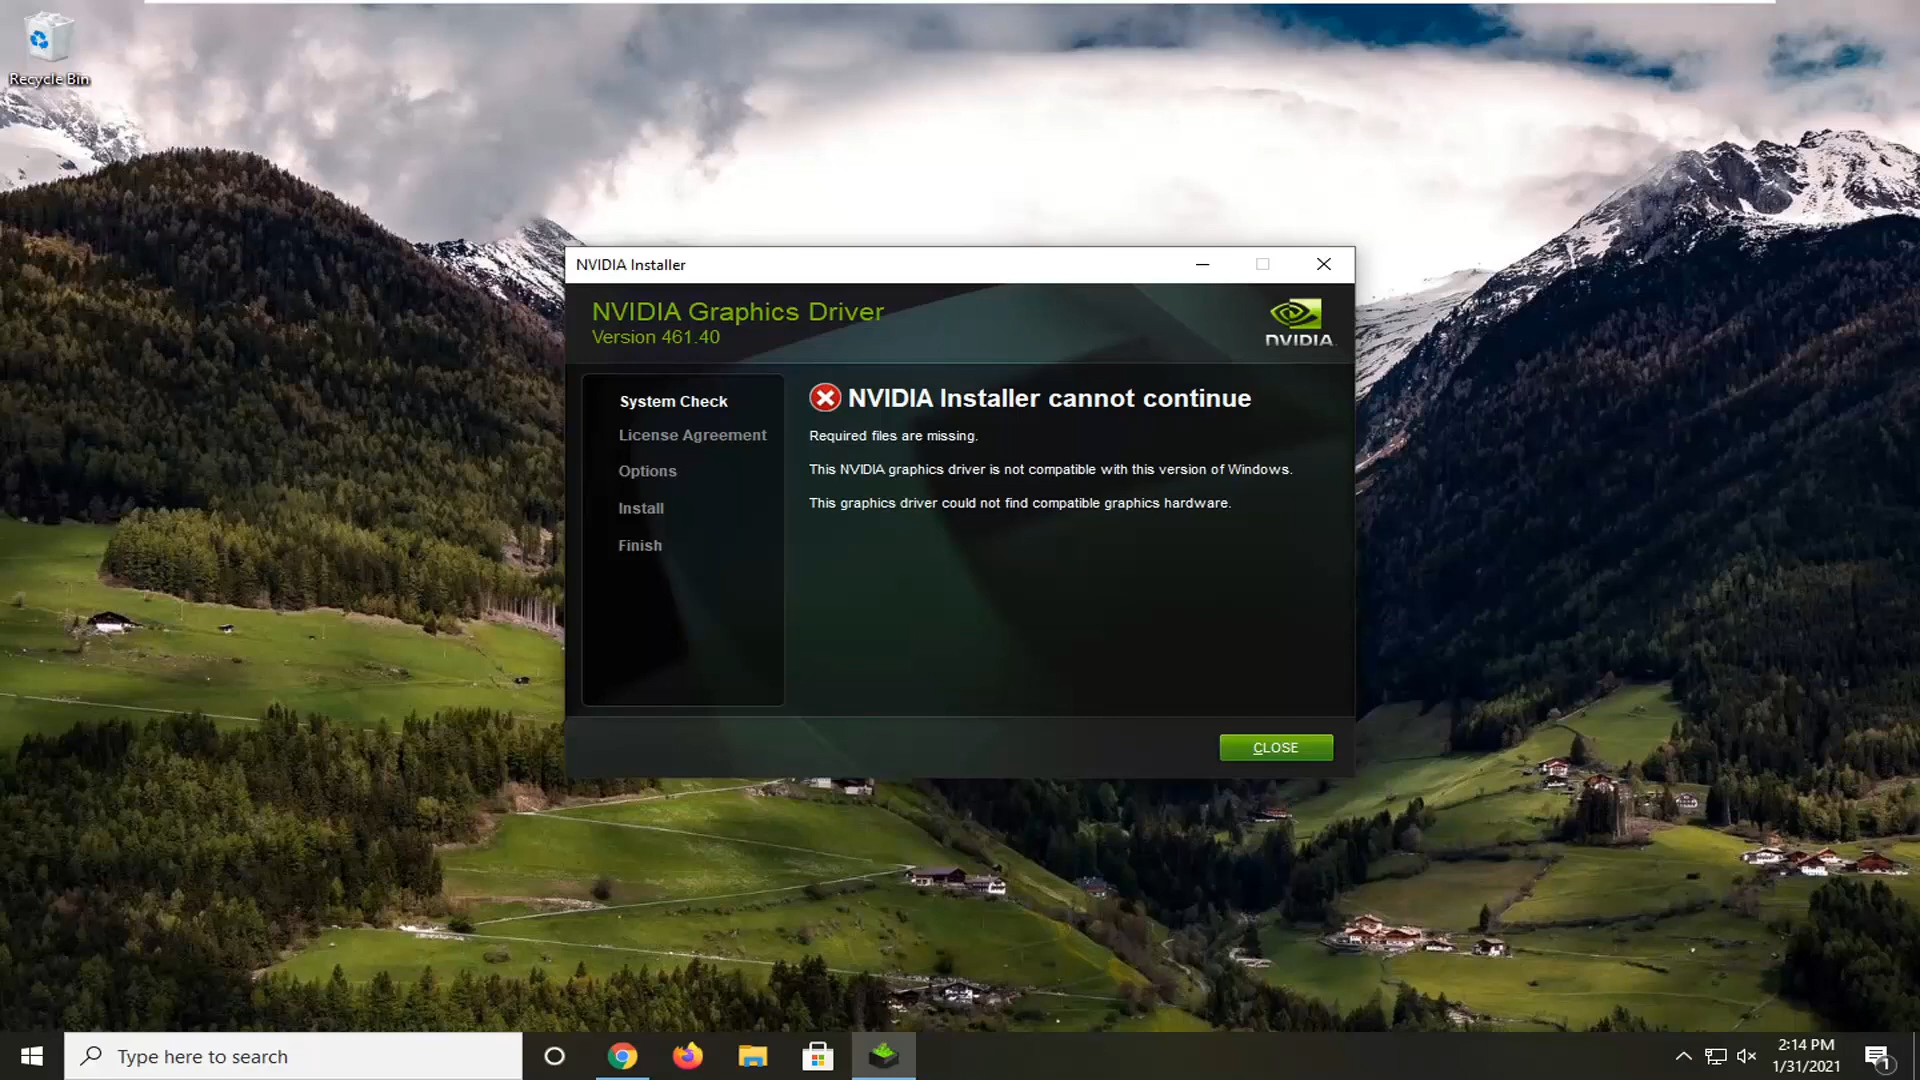 Recycle Bin
NVIDIA Installer
NVIDIA Graphics Driver
Version 461.40
NVIDIA
System Check
License Agreement
Options
Install
Finish
NVIDIA Installer cannot continue
Required files are missing.
This NVIDIA graphics driver is not compatible with this version of Windows.
This graphics driver could not find compatible graphics hardware.
CLOSE
Type here to search
2:14 PM
1/31/2021
1